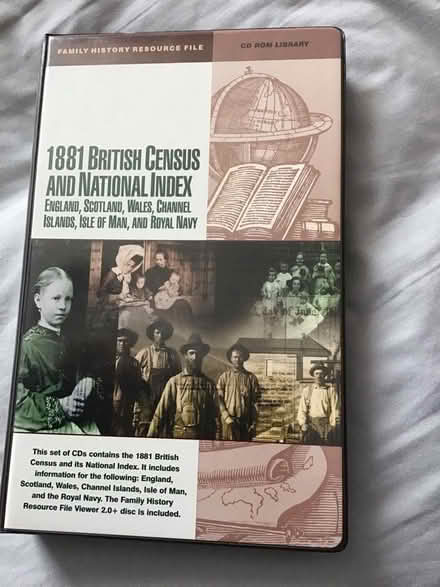 FAMILY HISTORY RESOURCE FILE
CD ROM LIBRARY
1881 BRITISH CENSUS
AND NATIONAL INDEX
ENGLAND, SCOTLAND, WALES, CHANNEL
ISLANDS, ISLE OF MAN, AND ROYAL NAVY
This set of CDs contains the 1881 British
Census and its National Index. It includes
information for the following: England,
Scotland, Wales, Channel Islands, Isle of Man,
and the Royal Navy. The Family History
Resource File Viewer 2.0+ disc is included.